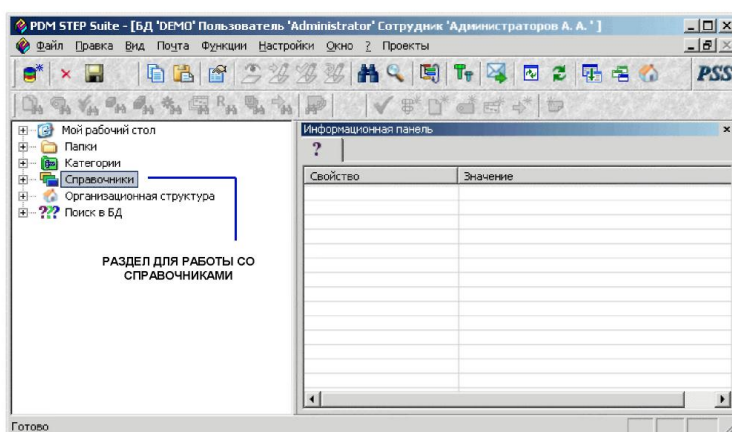 PDM STEP Suite - [БД 'DEMO' Пользователь 'Administrator' Сотрудник 'Администраторов А. А. ' ]
Файл Правка Вид Почта Функции Настройки Окно ? Проекты
PSS
Мой рабочий стол
Папки
Категории
Справочники
Организационная структура
??? Поиск в БД
РАЗДЕЛ ДЛЯ РАБОТЫ СО
СПРАВОЧНИКАМИ
Информационная панель
?
Свойство Значение
Готово